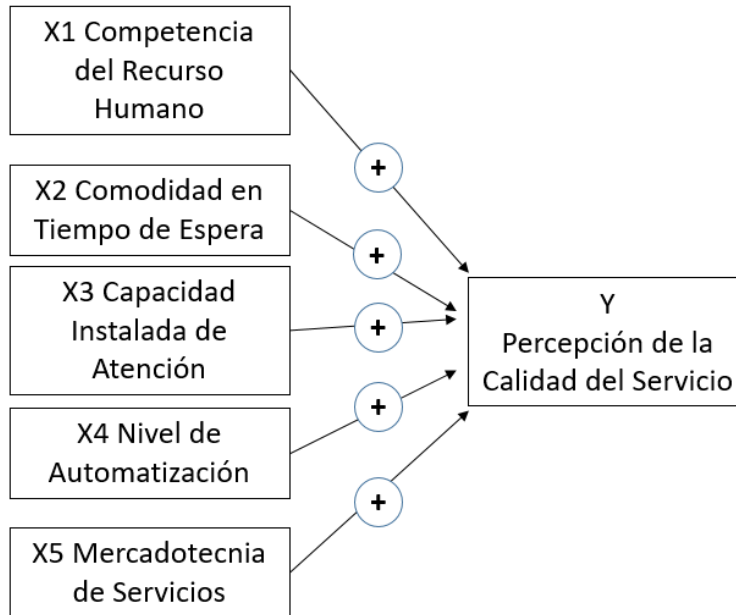 X1 Competencia
del Recurso
Humano
+
X2 Comodidad en
Tiempo de Espera
+
X3 Capacidad
Instalada de
Atención
+
X4 Nivel de
Automatización
+
X5 Mercadotecnia
de Servicios
+
Y
Percepción de la
Calidad del Servicio